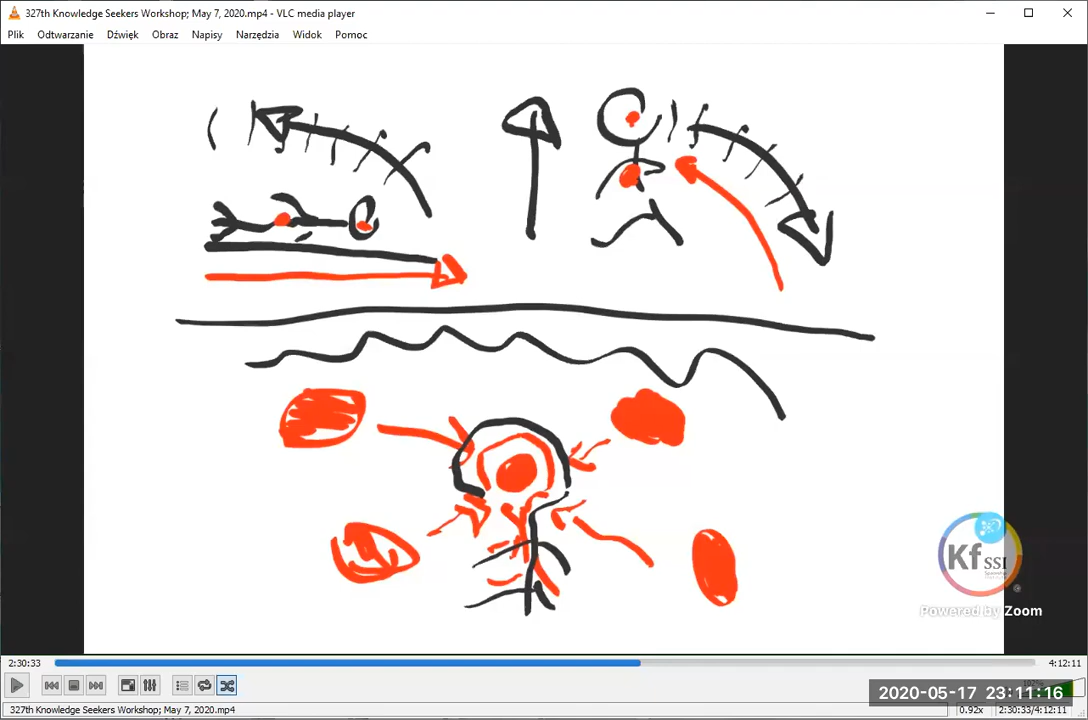 327th Knowledge Seekers Workshop; May 7, 2020.mp4 - VLC media player
Plik Odtwarzanie Dźwięk Obraz Napisy Narzędzia Widok Pomoc
Kf SSI
Powered by Zoom
2:30:33 4:12:11
2020-05-17 23:11:16
327th Knowledge Seekers Workshop; May 7, 2020.mp4 0.92x 2:30:33/4:12:11